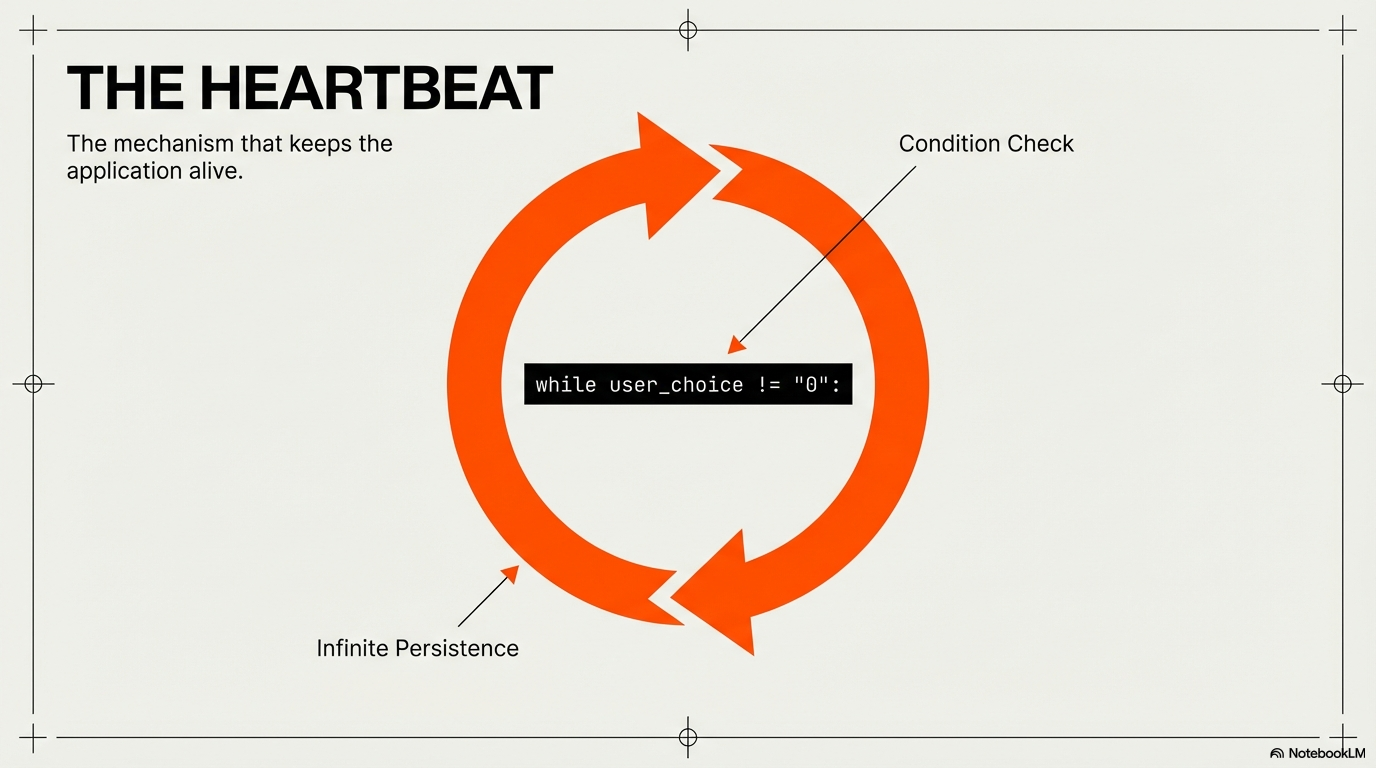 THE HEARTBEAT
The mechanism that keeps the
application alive.
Condition Check
while user_choice != "0":
Infinite Persistence
NotebookLM